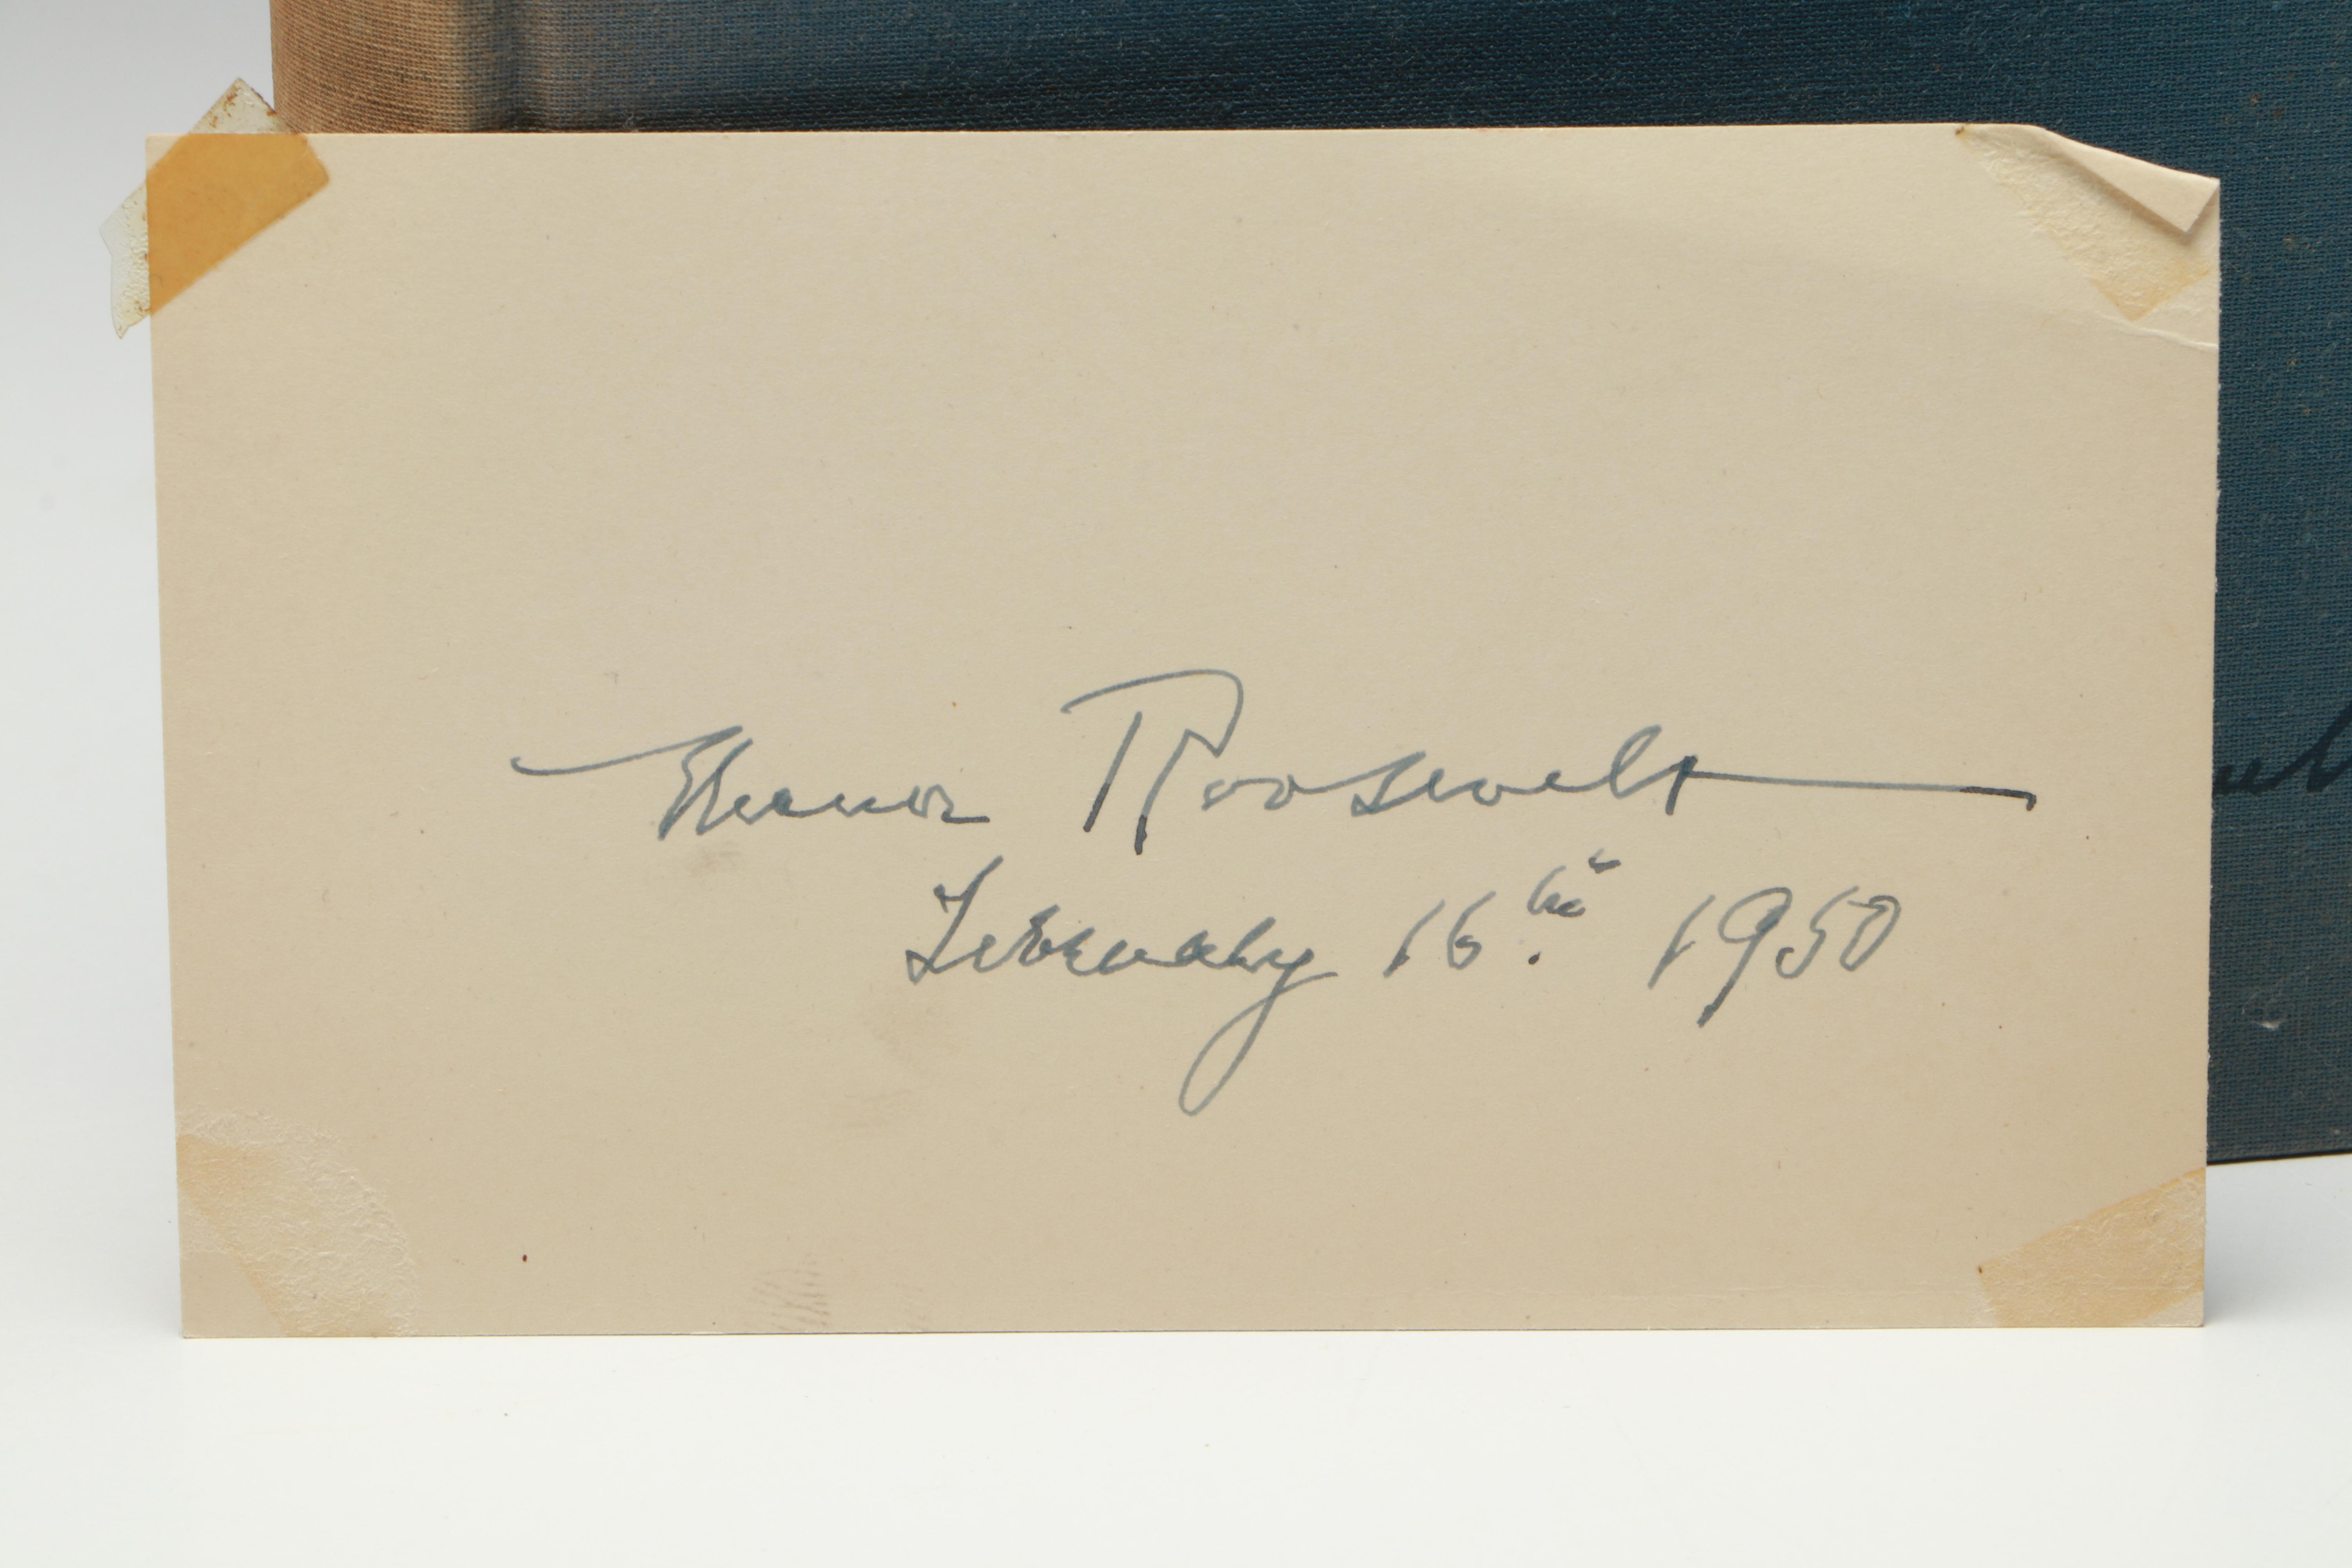 Eleanor Roosevelt
February 16th. 1950